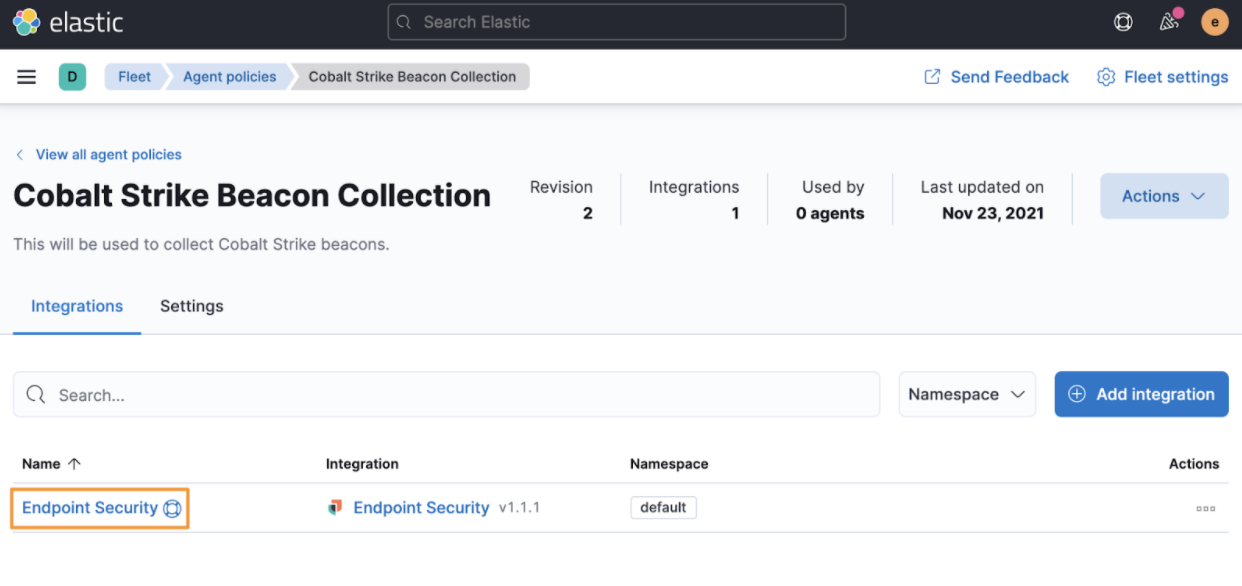 elastic
Search Elastic
e
D
Fleet
Agent policies
Cobalt Strike Beacon Collection
Send Feedback
Fleet settings
View all agent policies
Cobalt Strike Beacon Collection
Revision
2
Integrations
1
Used by
0 agents
Last updated on
Nov 23, 2021
Actions
This will be used to collect Cobalt Strike beacons.
Integrations
Settings
Search...
Namespace
Add integration
Name
Integration
Namespace
Actions
Endpoint Security
Endpoint Security v1.1.1
default